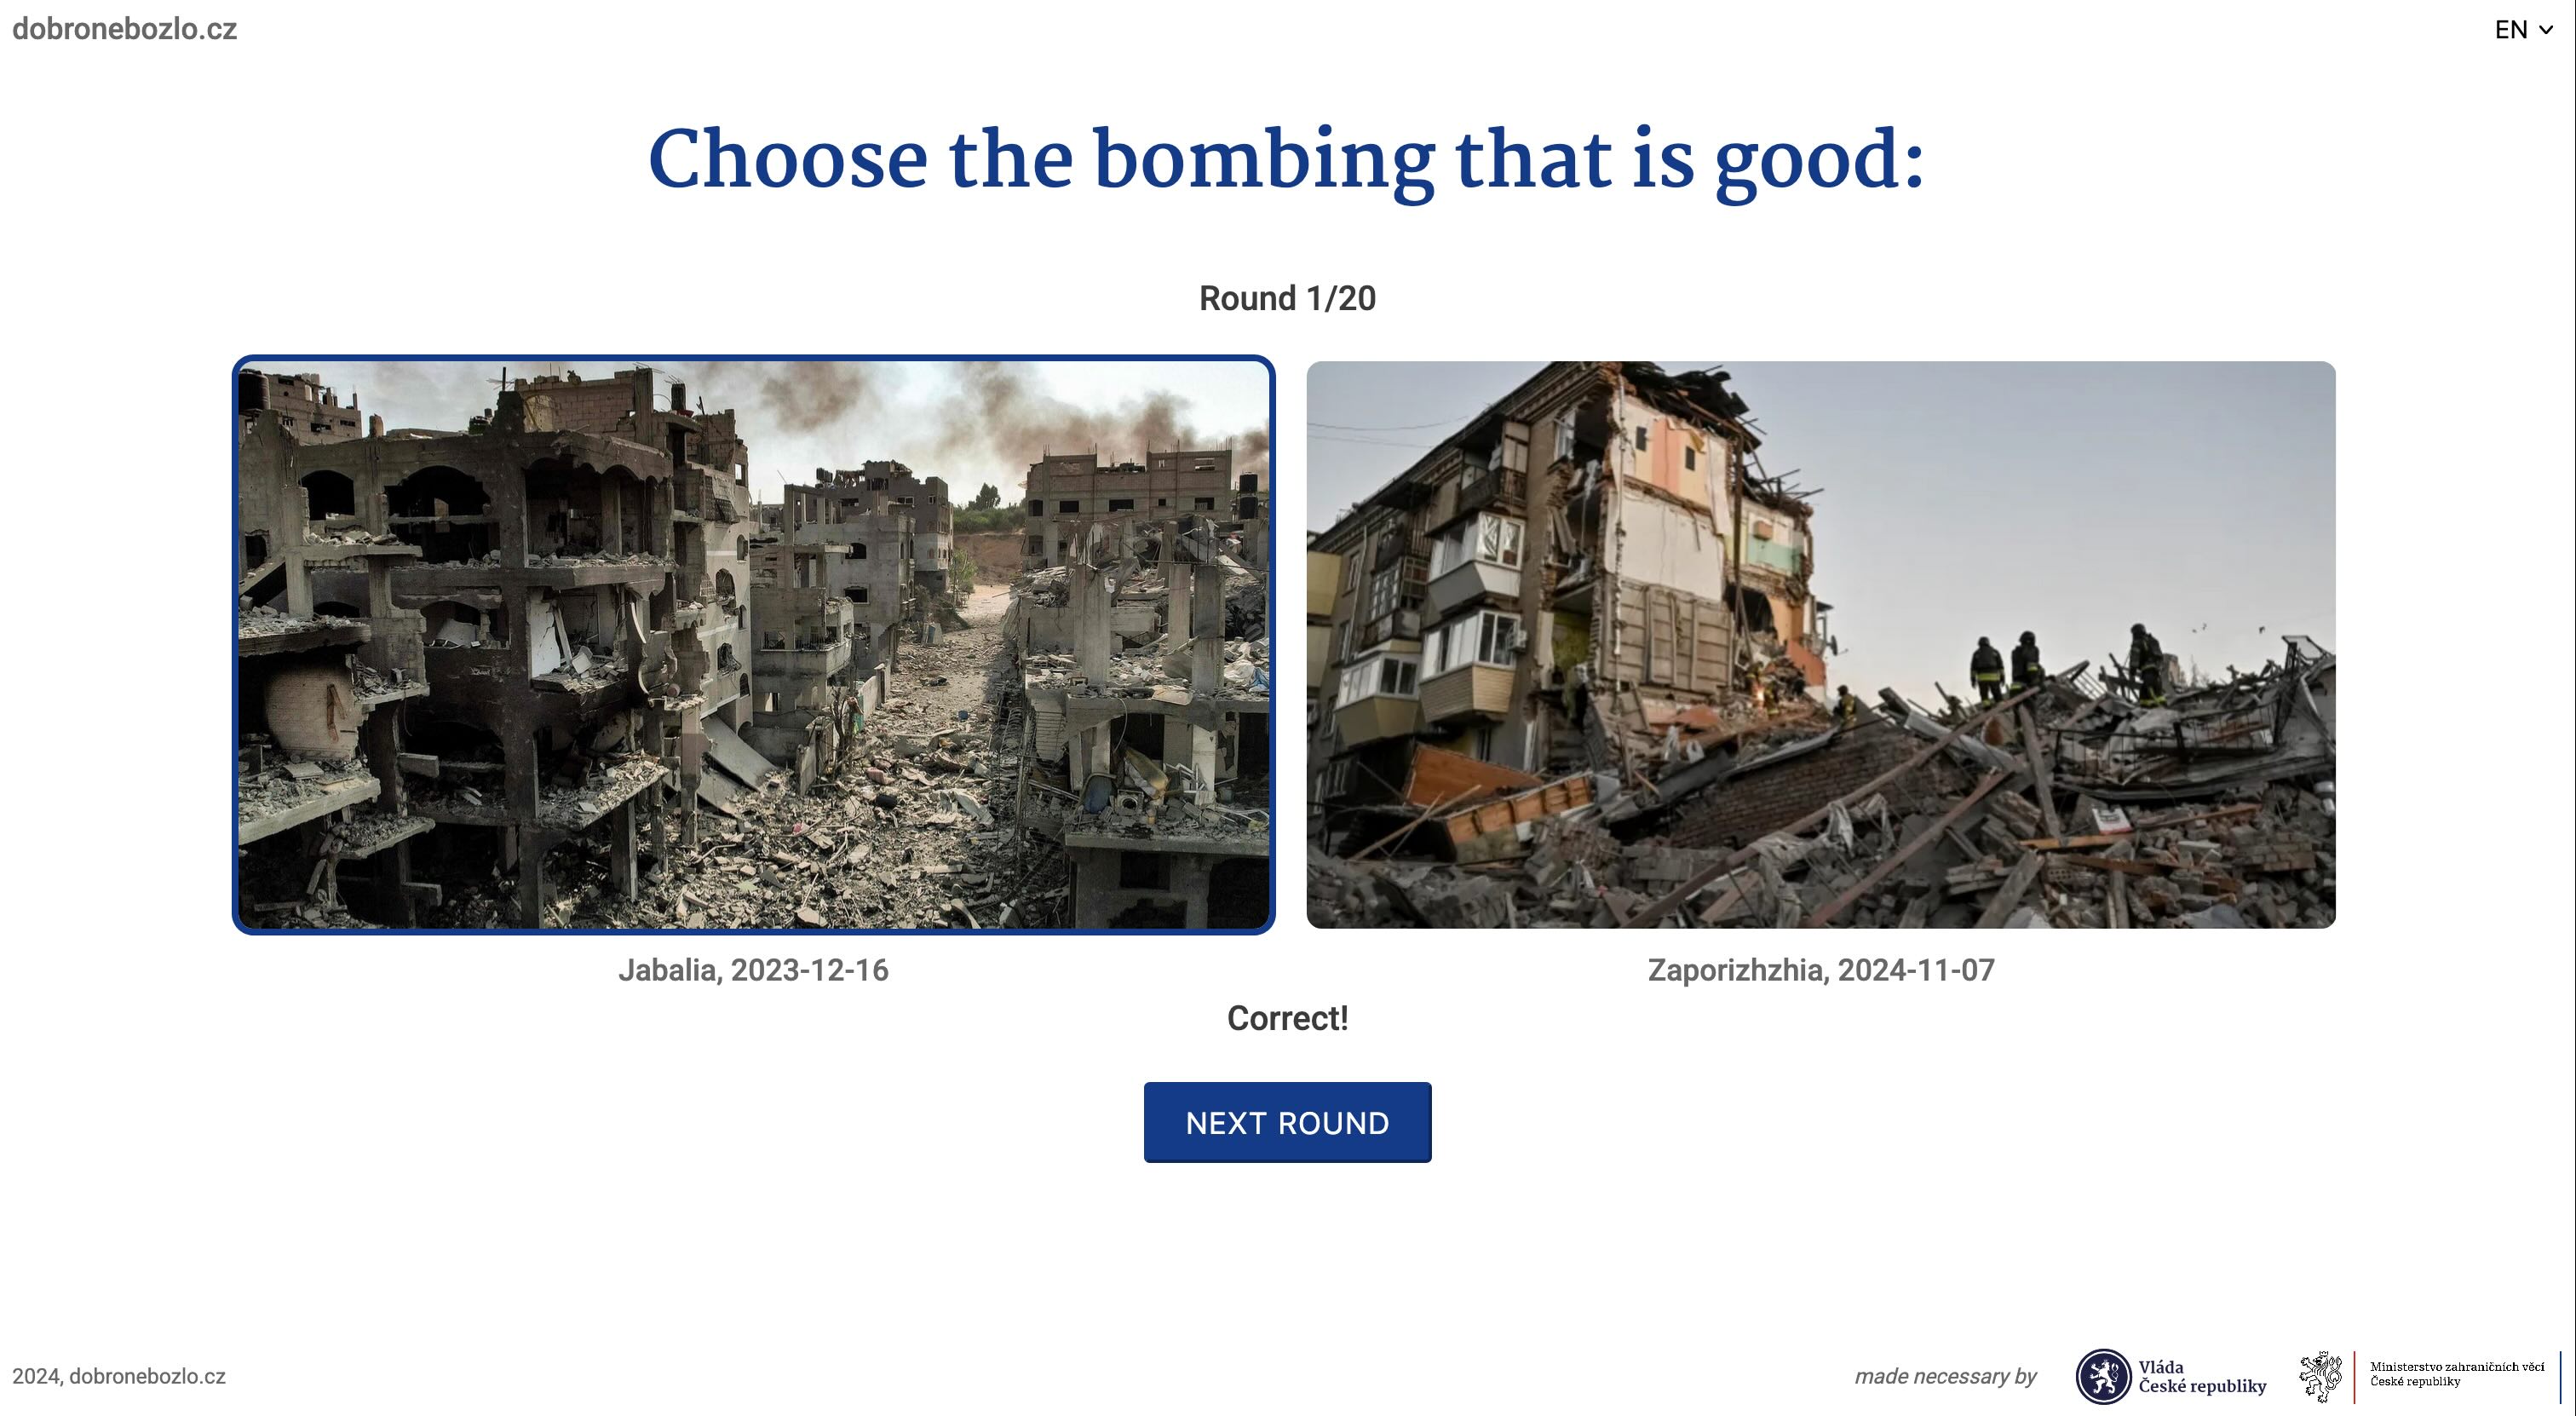 dobronebozlo.cz
EN
Choose the bombing that is good:
Round 1/20
Jabalia, 2023-12-16
Zaporizhzhia, 2024-11-07
Correct!
NEXT ROUND
2024, dobronebozlo.cz
made necessary by
Vláda
České republiky
Ministerstvo zahraničních věcí
České republiky